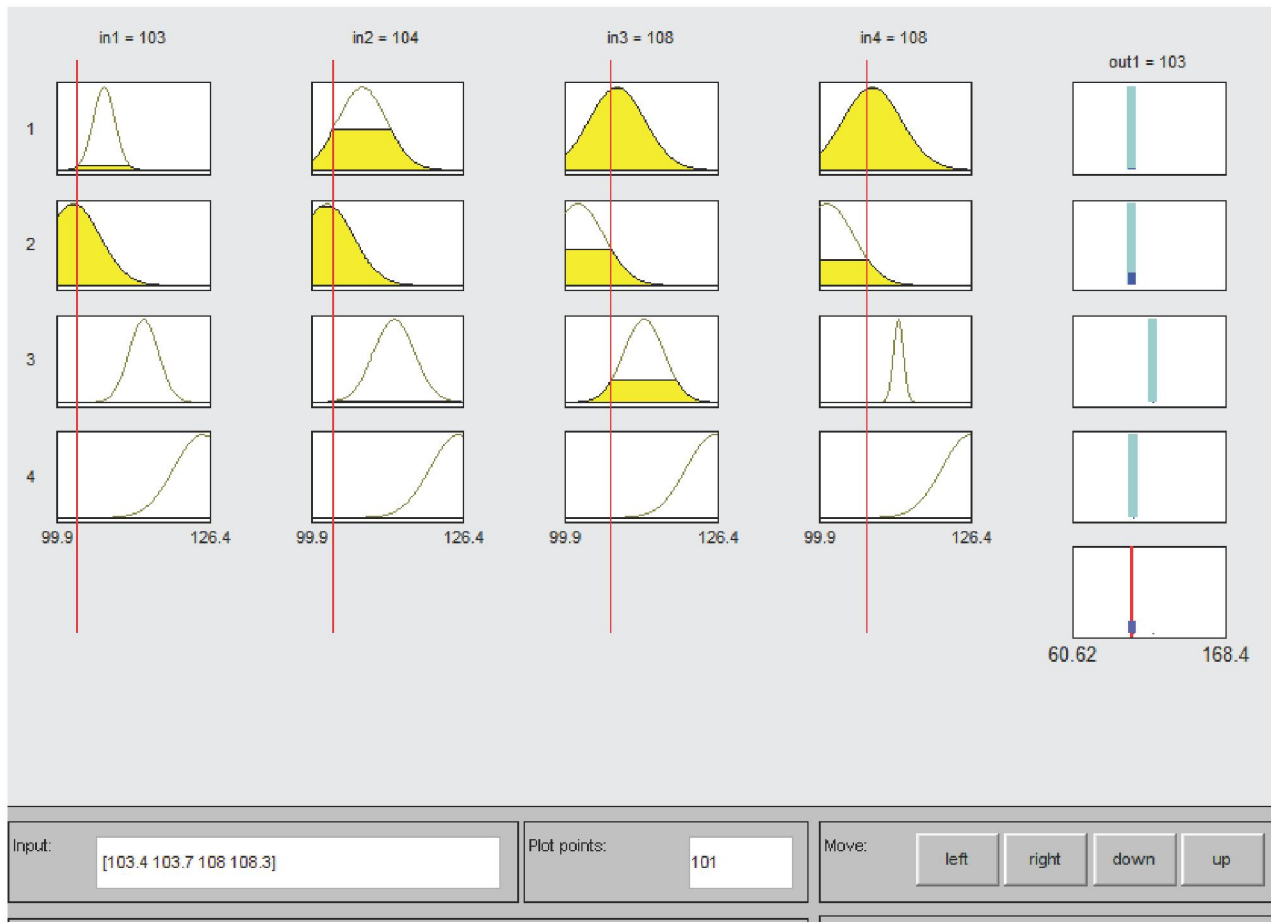 in1 = 103
in2 = 104
in3 = 108
in4 = 108
out1 = 103
1
2
3
4
99.9
126.4
99.9
126.4
99.9
126.4
99.9
126.4
60.62
168.4
Input:
[103.4 103.7 108 108.3]
Plot points:
101
Move:
left
right
down
up